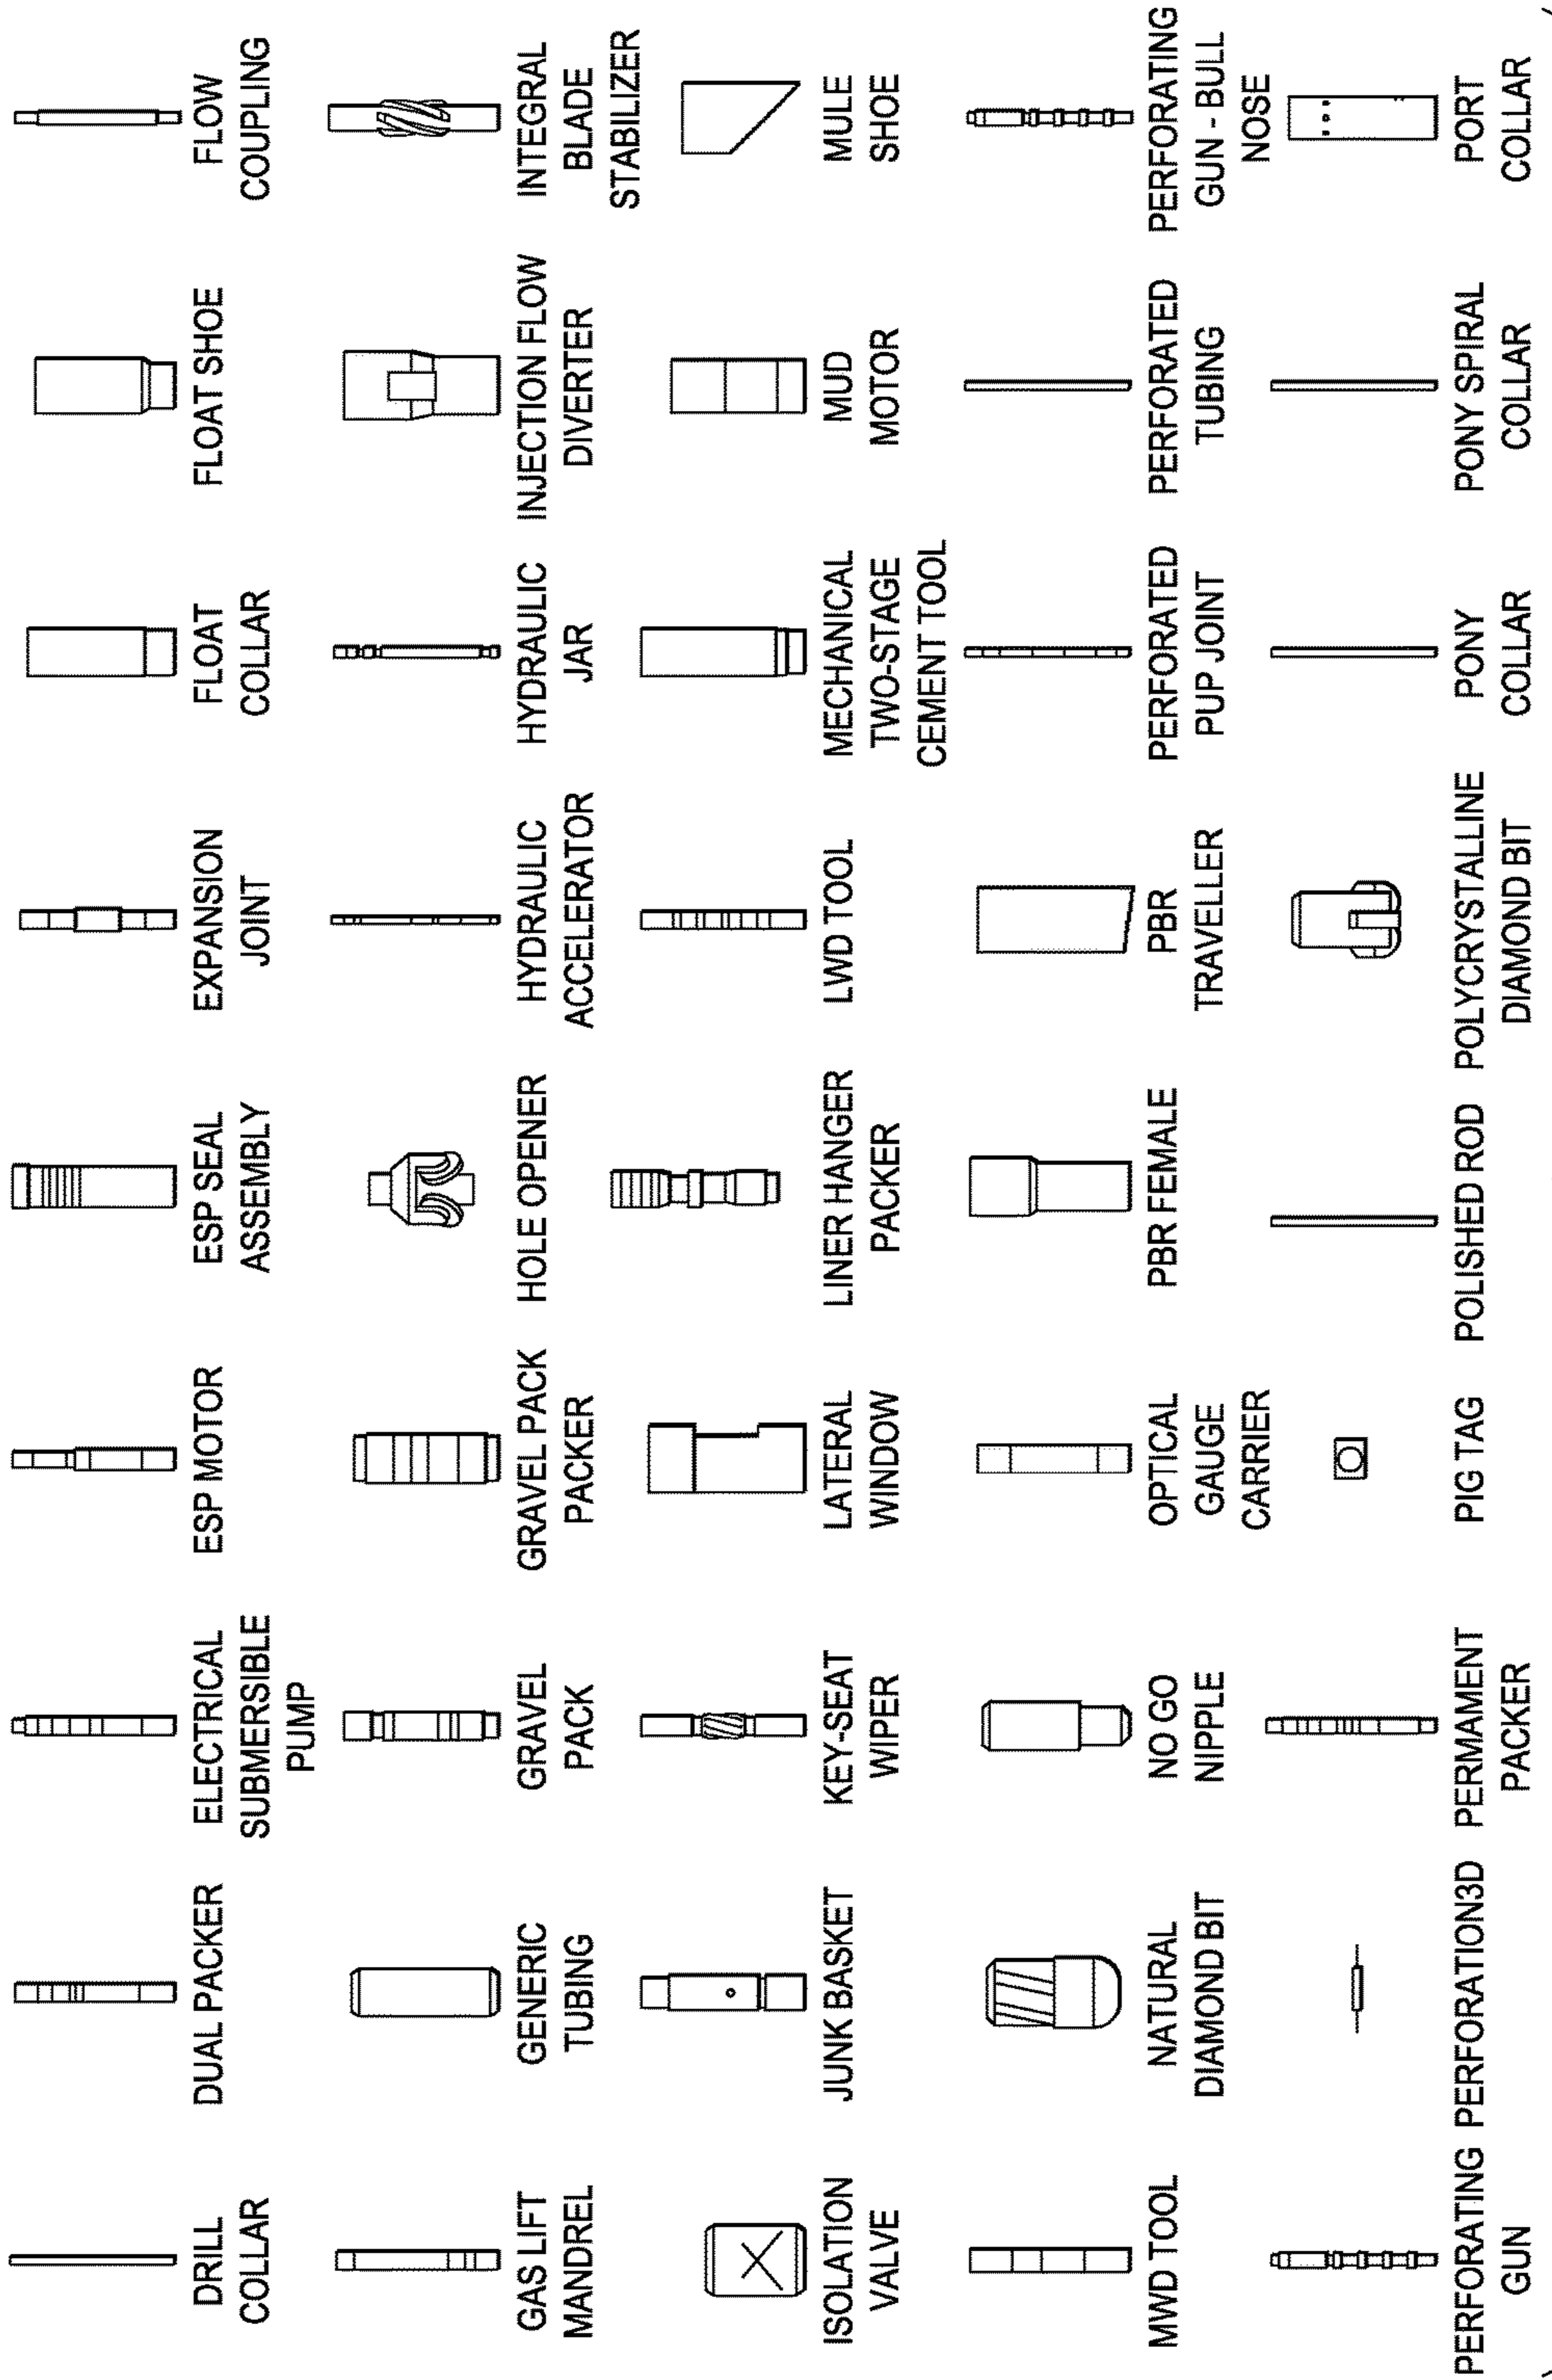 DRILL
COLLAR
DUAL PACKER
ELECTRICAL
SUBMERSIBLE
PUMP
ESP MOTOR
ESP SEAL
ASSEMBLY
EXPANSION
JOINT
FLOAT
COLLAR
FLOAT SHOE
FLOW
COUPLING
GAS LIFT
MANDREL
GENERIC
TUBING
GRAVEL
PACK
GRAVEL PACK
PACKER
HOLE OPENER
HYDRAULIC
ACCELERATOR
HYDRAULIC
JAR
INJECTION FLOW
DIVERTER
INTEGRAL
BLADE
STABILIZER
ISOLATION
VALVE
JUNK BASKET
KEY-SEAT
WIPER
LATERAL
WINDOW
LINER HANGER
PACKER
LWD TOOL
MECHANICAL
TWO-STAGE
CEMENT TOOL
MUD
MOTOR
MULE
SHOE
MWD TOOL
NATURAL
DIAMOND BIT
NO GO
NIPPLE
OPTICAL
GAUGE
CARRIER
PBR FEMALE
PBR
TRAVELLER
PERFORATED
PUP JOINT
PERFORATED
TUBING
PERFORATING
GUN - BULL
NOSE
PERFORATING
GUN
PERFORATION3D
PERMAMENT
PACKER
PIG TAG
POLISHED ROD
POLYCRYSTALLINE
DIAMOND BIT
PONY
COLLAR
PONY SPIRAL
COLLAR
PORT
COLLAR